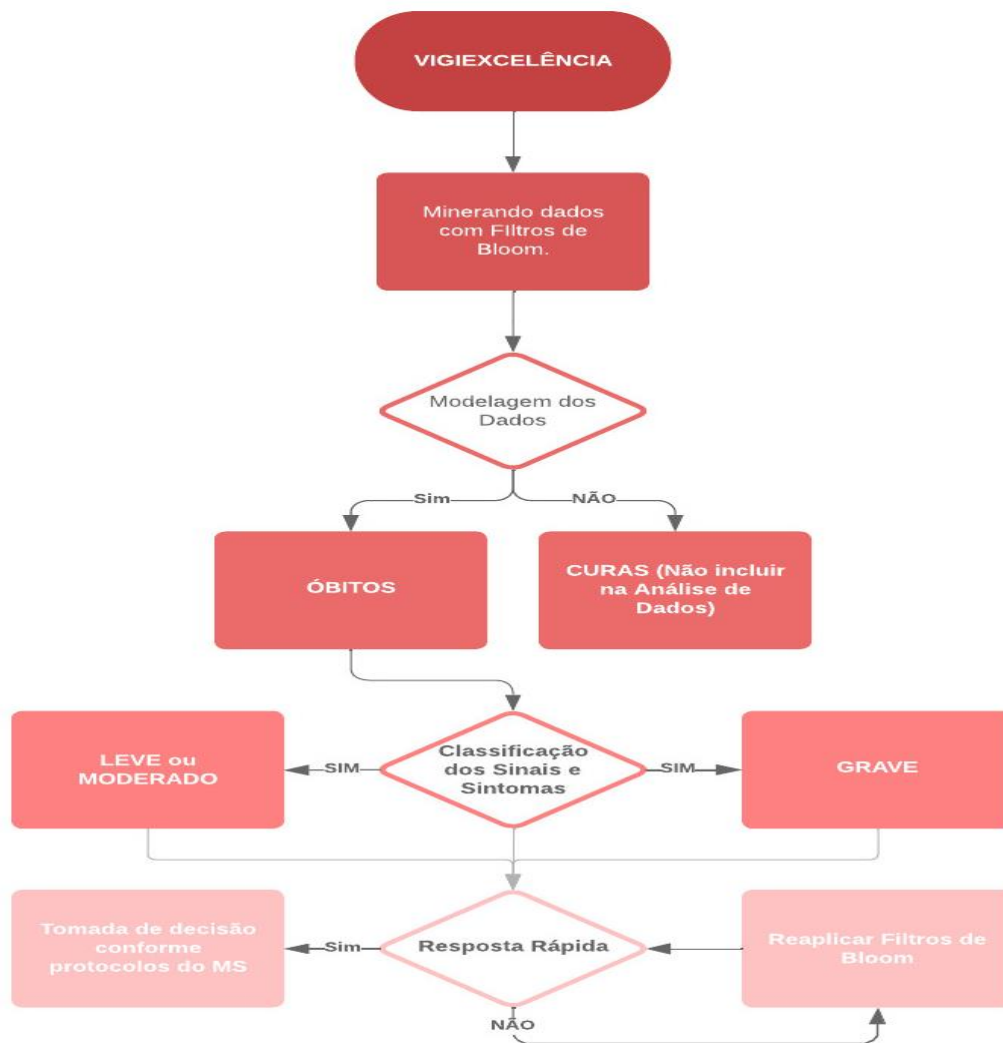 VIGIEXCELÊNCIA
Minerando dados
com FIltros de
Bloom.
Modelagem dos
Dados
Sim
NÃO
ÓBITOS
CURAS (Não incluir
na Análise de
Dados)
LEVE ou
MODERADO
SIM
Classificação
dos Sinais e
Sintomas
SIM
GRAVE
Tomada de decisão
conforme
protocolos do MS
Sim
Resposta Rápida
Reaplicar Filtros de
Bloom
NÃO